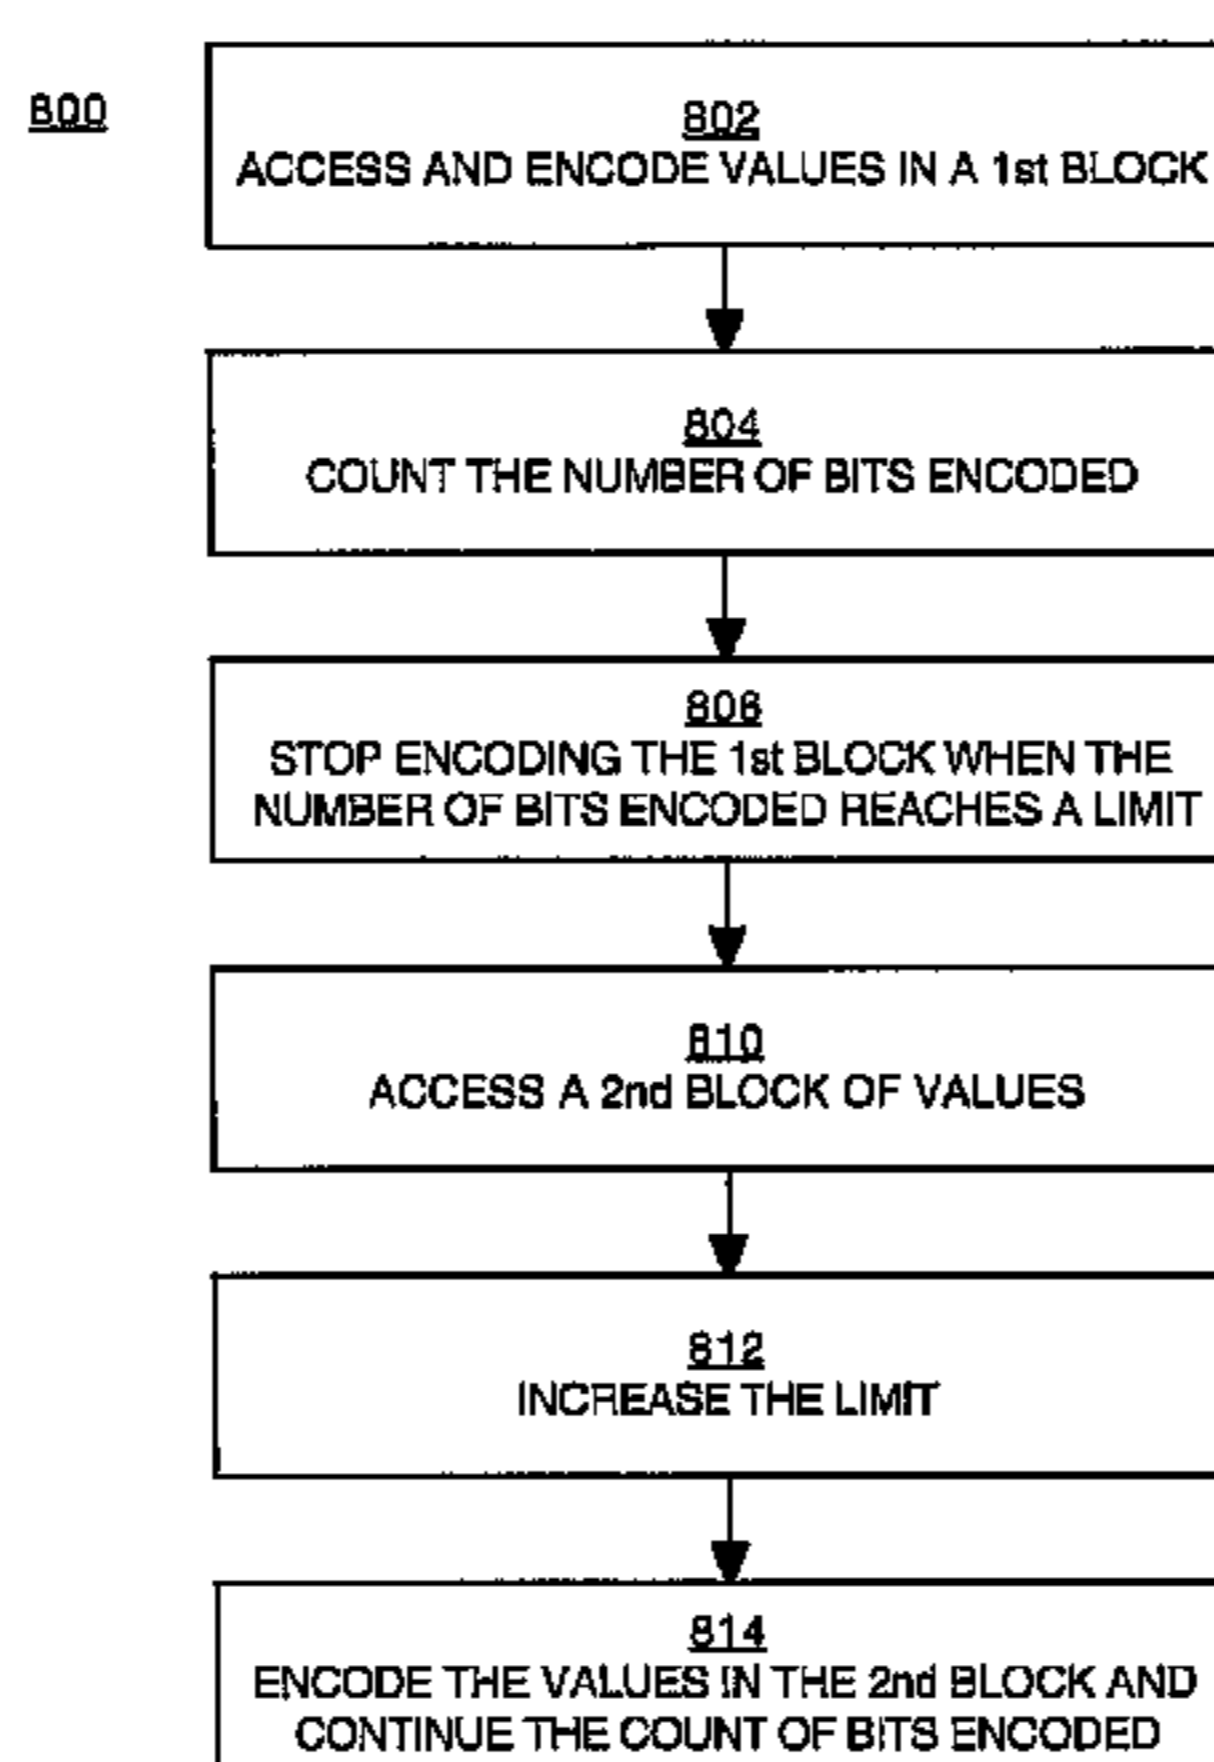 800
802
ACCESS AND ENCODE VALUES IN A 1st BLOCK
804
COUNT THE NUMBER OF BITS ENCODED
806
STOP ENCODING THE 1st BLOCK WHEN THE
NUMBER OF BITS ENCODED REACHES A LIMIT
810
ACCESS A 2nd BLOCK OF VALUES
812
INCREASE THE LIMIT
814
ENCODE THE VALUES IN THE 2nd BLOCK AND
CONTINUE THE COUNT OF BITS ENCODED